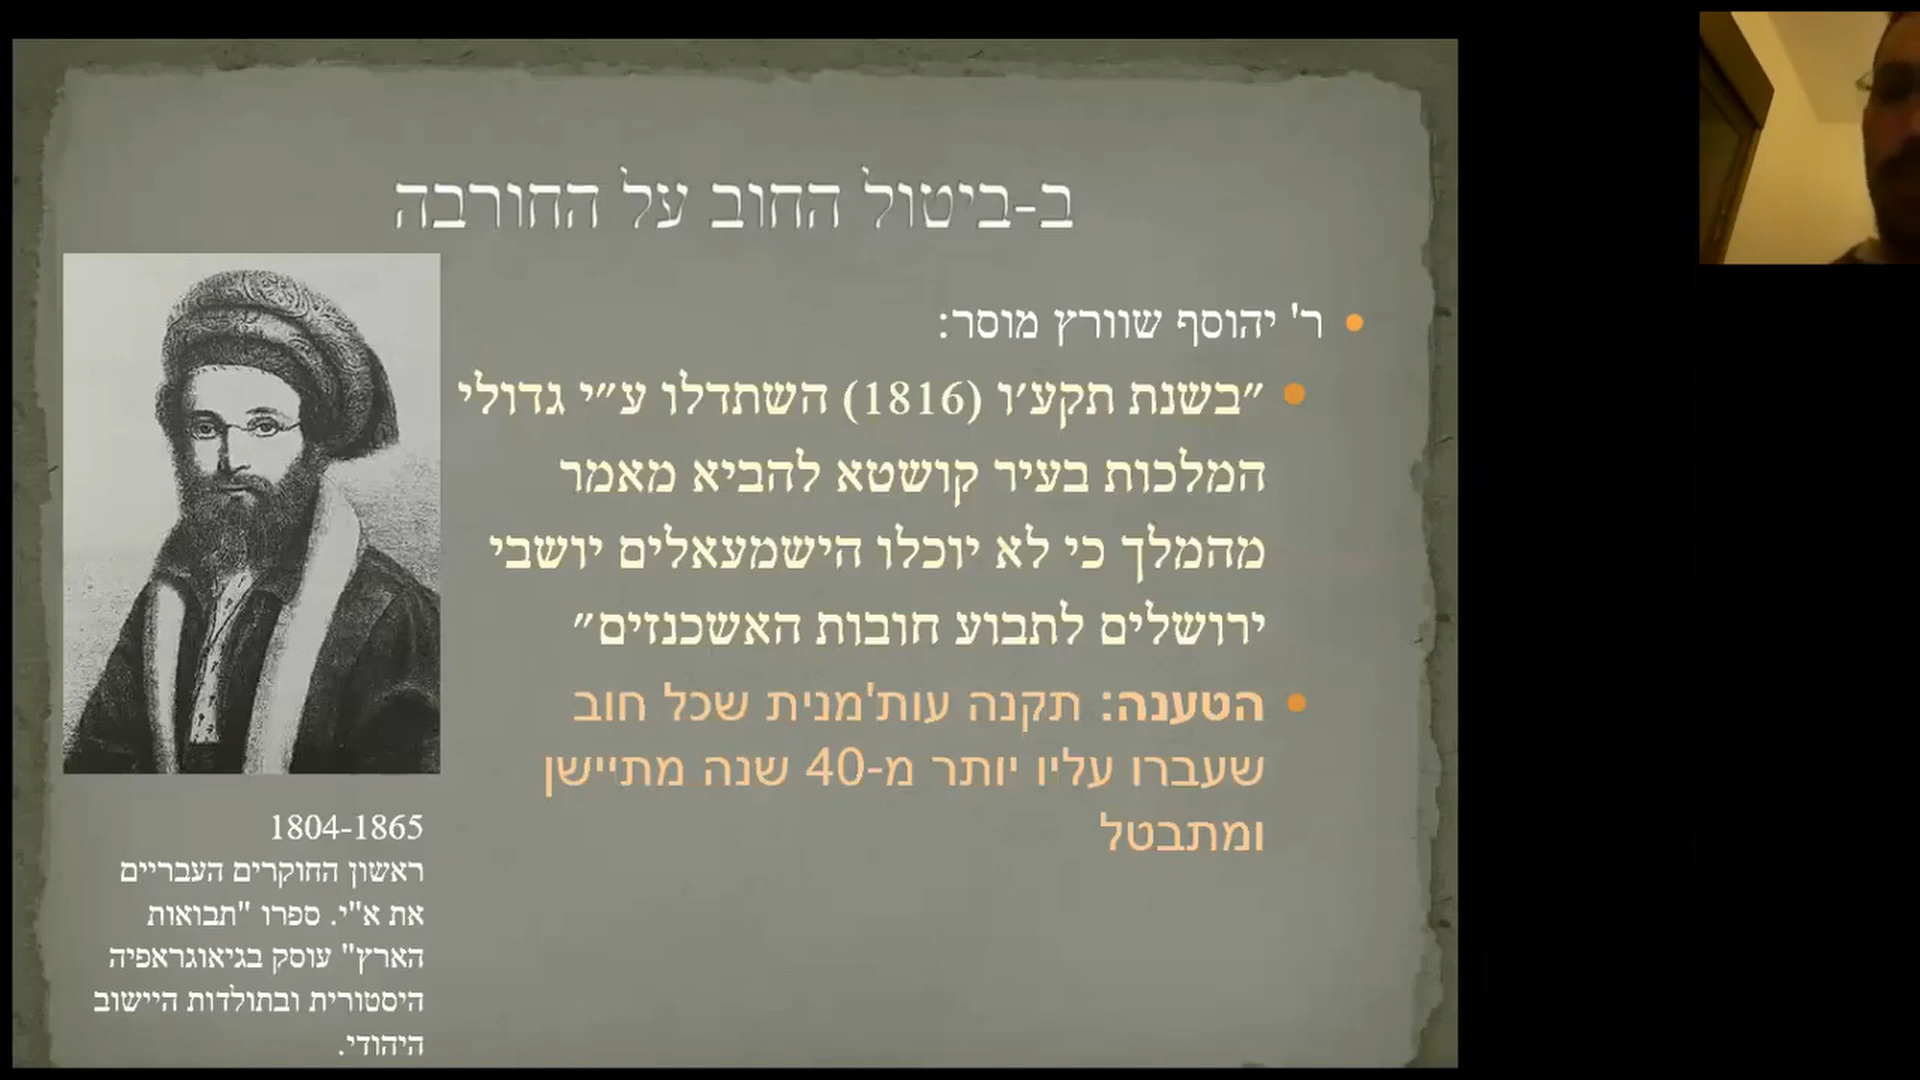 ב-ביטול החוב על החורבה
ר' יהוסף שוורץ מוסר:
״בשנת תקע׳ו (1816) השתדלו ע״י גדולי
המלכות בעיר קושטא להביא מאמר
מהמלך כי לא יוכלו הישמעאלים יושבי
ירושלים לתבוע חובות האשכנזים״
הטענה: תקנה עות'מנית שכל חוב
שעברו עליו יותר מ-40 שנה מתיישן
ומתבטל
1804-1865
ראשון החוקרים העבריים
את א"י. ספרו "תבואות
הארץ" עוסק בגיאוגראפיה
היסטורית ובתולדות היישוב
היהודי.